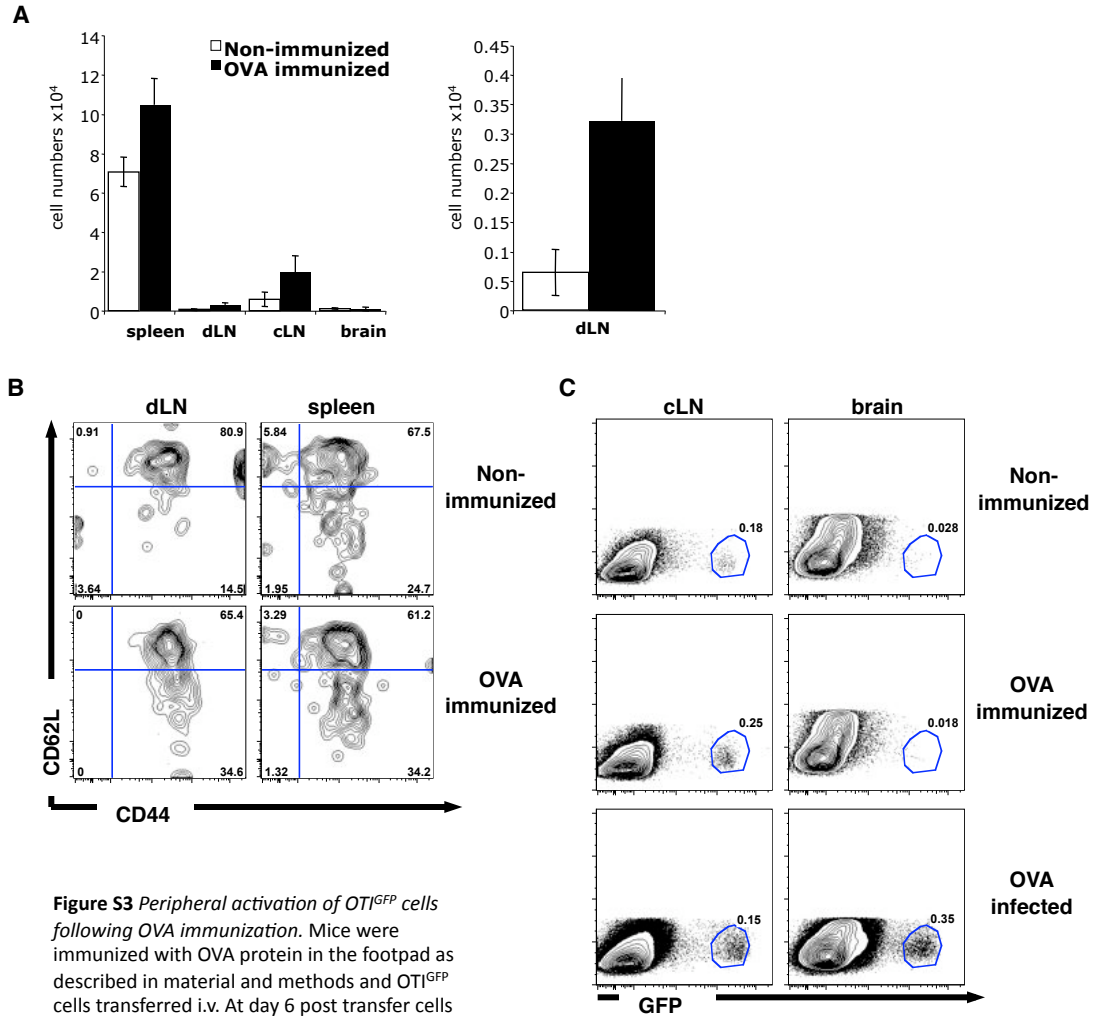 A
14
12
10
8
6
4
2
0
cell numbers x10⁴
Non-immunized
OVA immunized
spleen dLN cLN brain
0.45
0.4
0.35
0.3
0.25
0.2
0.15
0.1
0.5
0
cell numbers x10⁴
dLN
B
dLN spleen
0.91 80.9 5.84 67.5
3.64 14.5 1.95 24.7
Non-
immunized
0 65.4 3.29 61.2
0 34.6 1.32 34.2
OVA
immunized
CD62L
CD44
C
cLN brain
0.18 0.028
Non-
immunized
0.25 0.018
OVA
immunized
0.15 0.35
OVA
infected
GFP
Figure S3 Peripheral activation of OTIᴳᶠᴾ cells
following OVA immunization. Mice were
immunized with OVA protein in the footpad as
described in material and methods and OTIᴳᶠᴾ
cells transferred i.v. At day 6 post transfer cells